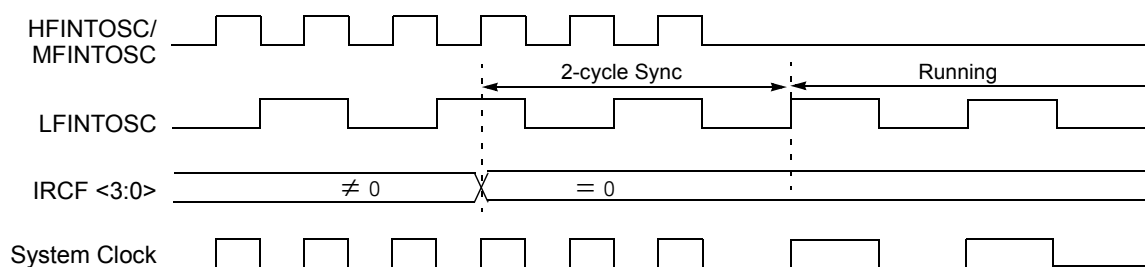 HFINTOSC/
MFINTOSC
2-cycle Sync
Running
LFINTOSC
IRCF <3:0>
≠ 0
= 0
System Clock